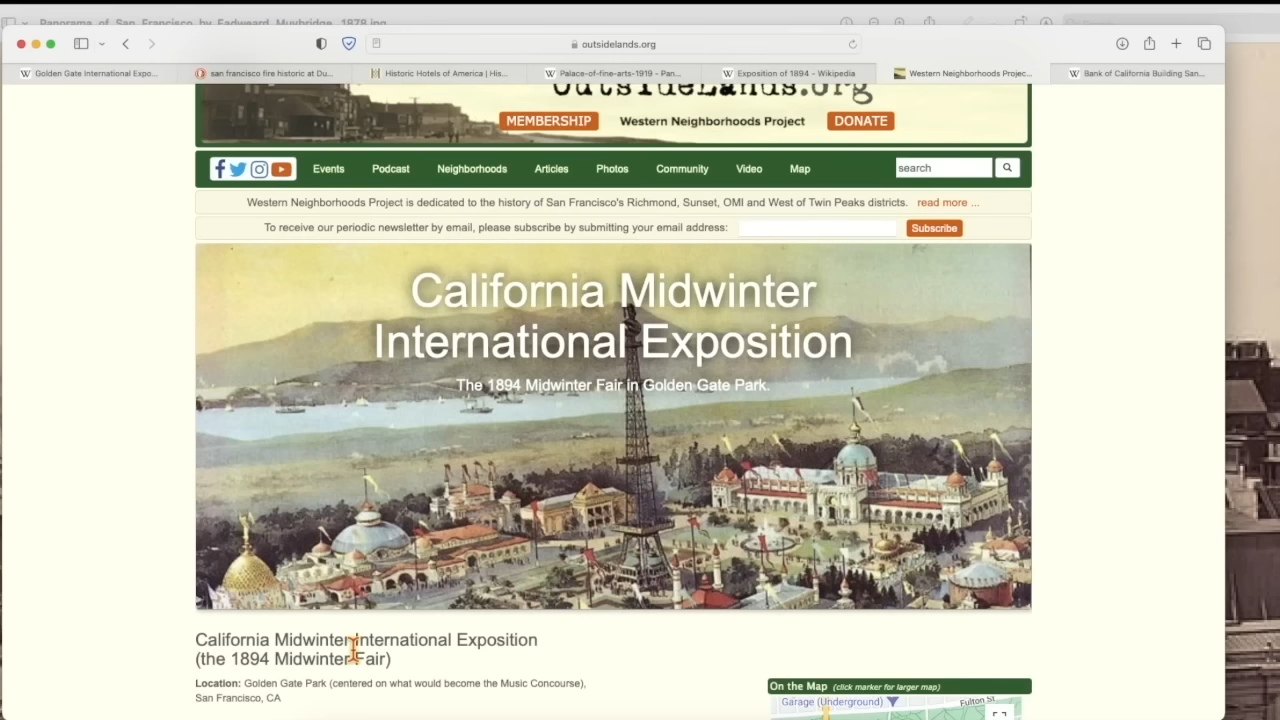 Panorama_of_San_Francisco_by_Eadweard_Muybridge_1878.jpg
outsidelands.org
Golden Gate International Expo...
san francisco fire historic at Du...
Historic Hotels of America | His...
Palace-of-fine-arts-1919 - Pan...
Exposition of 1894 - Wikipedia
Western Neighborhoods Projec...
Bank of California Building San...
outsideLands.org
MEMBERSHIP Western Neighborhoods Project DONATE
Events Podcast Neighborhoods Articles Photos Community Video Map search
Western Neighborhoods Project is dedicated to the history of San Francisco's Richmond, Sunset, OMI and West of Twin Peaks districts. read more ...
To receive our periodic newsletter by email, please subscribe by submitting your email address: Subscribe
California Midwinter
International Exposition
The 1894 Midwinter Fair in Golden Gate Park.
California Midwinter International Exposition
(the 1894 Midwinter Fair)
Location: Golden Gate Park (centered on what would become the Music Concourse),
San Francisco, CA
On the Map (click marker for larger map)
Garage (Underground)
Fulton St